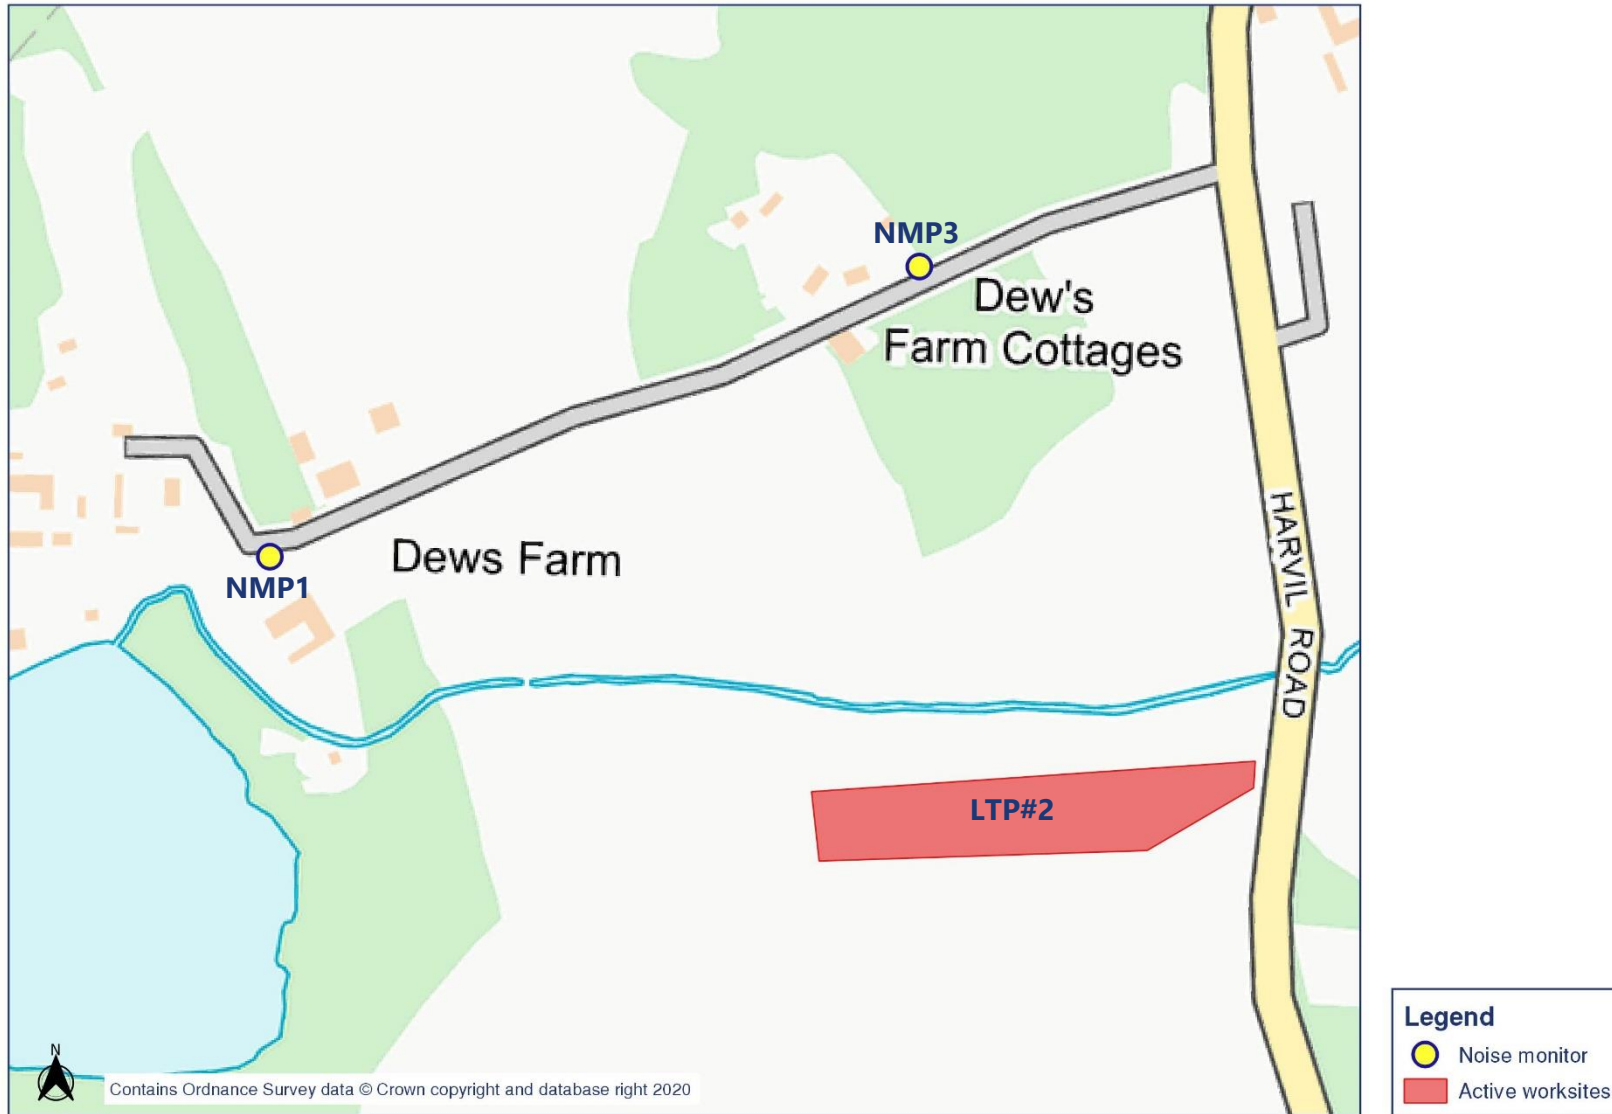 NMP3
Dew's
Farm Cottages
HARVIL ROAD
Dews Farm
NMP1
LTP#2
N
Contains Ordnance Survey data © Crown copyright and database right 2020
Legend
Noise monitor
Active worksites